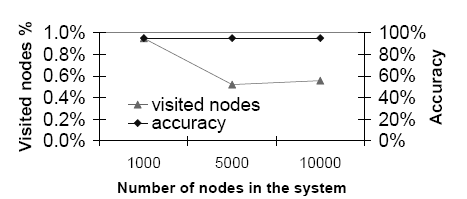 Visited nodes %
1.0%
0.8%
0.6%
0.4%
0.2%
0.0%
visited nodes
accuracy
100%
80%
60%
40%
20%
0%
Accuracy
1000 5000 10000
Number of nodes in the system